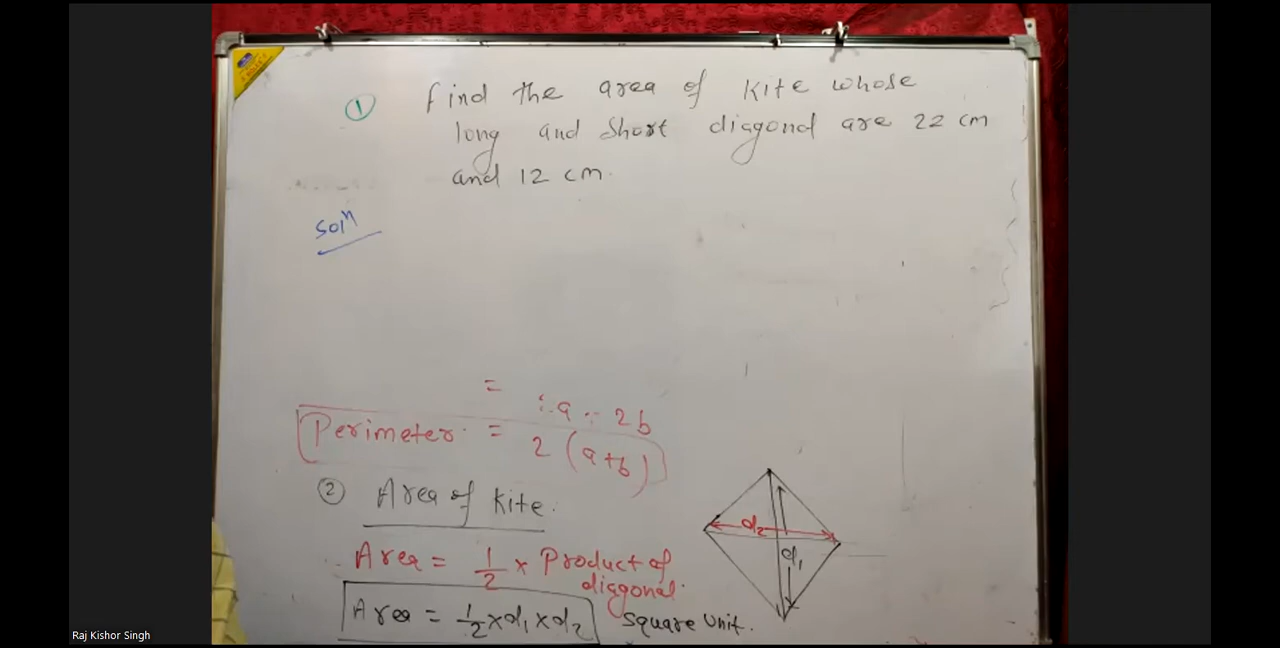 ① find the area of kite whose
long and short diagonal are 22 cm
and 12 cm.
Solⁿ
=
2b
Perimeter = 2 (a+b)
② Area of kite.
Area = 1/2 × Product of
diagonal.
Area = 1/2 × d₁ × d₂ square unit.
d₂
d₁
Raj Kishor Singh